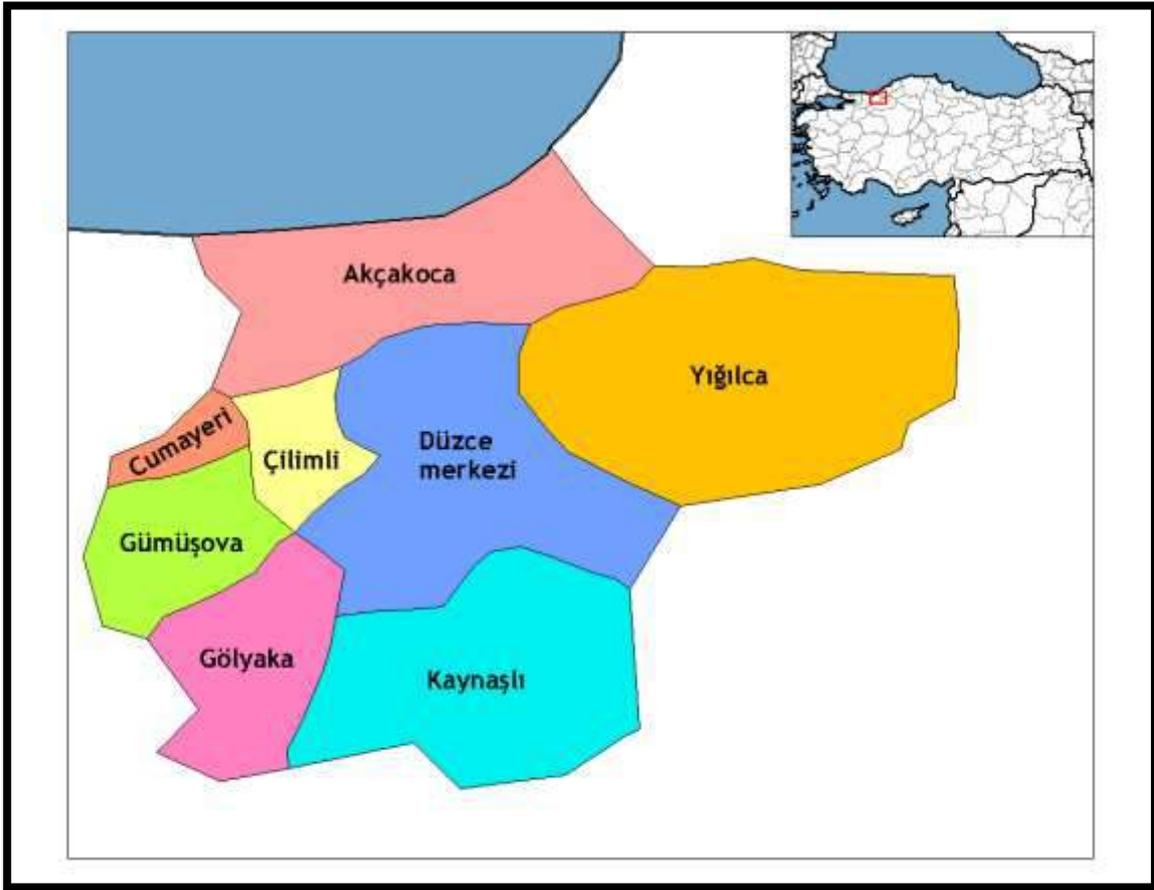 Akçakoca
Yığılca
Cumayeri
Çilimli
Düzce
merkezi
Gümüşova
Gölyaka
Kaynaşlı